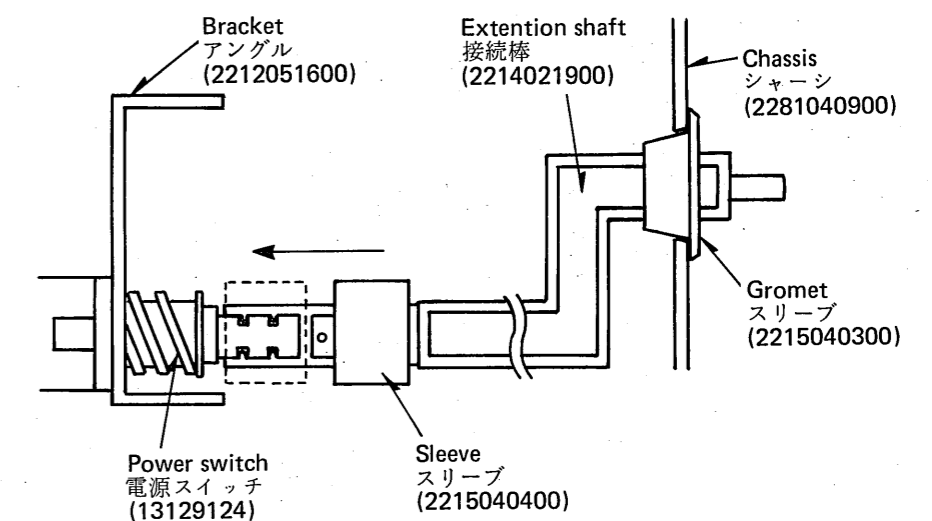 Bracket
アングル
(2212051600)
Extention shaft
接続棒
(2214021900)
Chassis
シャーシ
(2281040900)
Gromet
スリーブ
(2215040300)
Sleeve
スリーブ
(2215040400)
Power switch
電源スイッチ
(13129124)